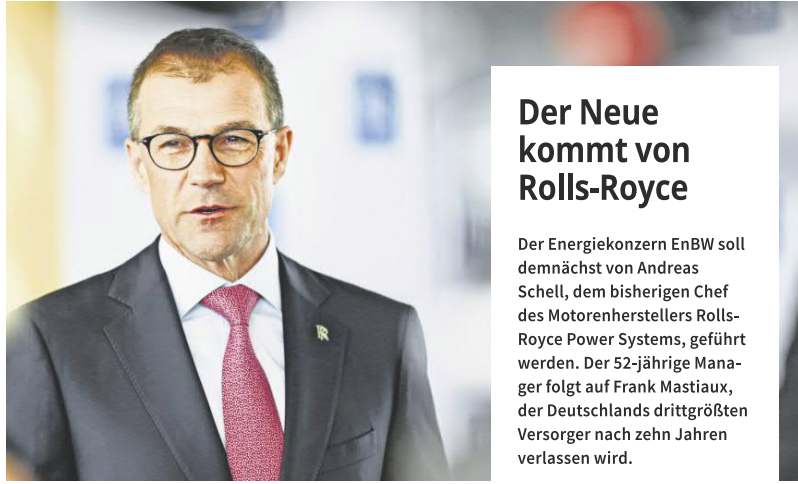 Der Neue
kommt von
Rolls-Royce
Der Energiekonzern EnBW soll
demnächst von Andreas
Schell, dem bisherigen Chef
des Motorenherstellers Rolls-
Royce Power Systems, geführt
werden. Der 52-jährige Mana-
ger folgt auf Frank Mastiaux,
der Deutschlands drittgrößten
Versorger nach zehn Jahren
verlassen wird.